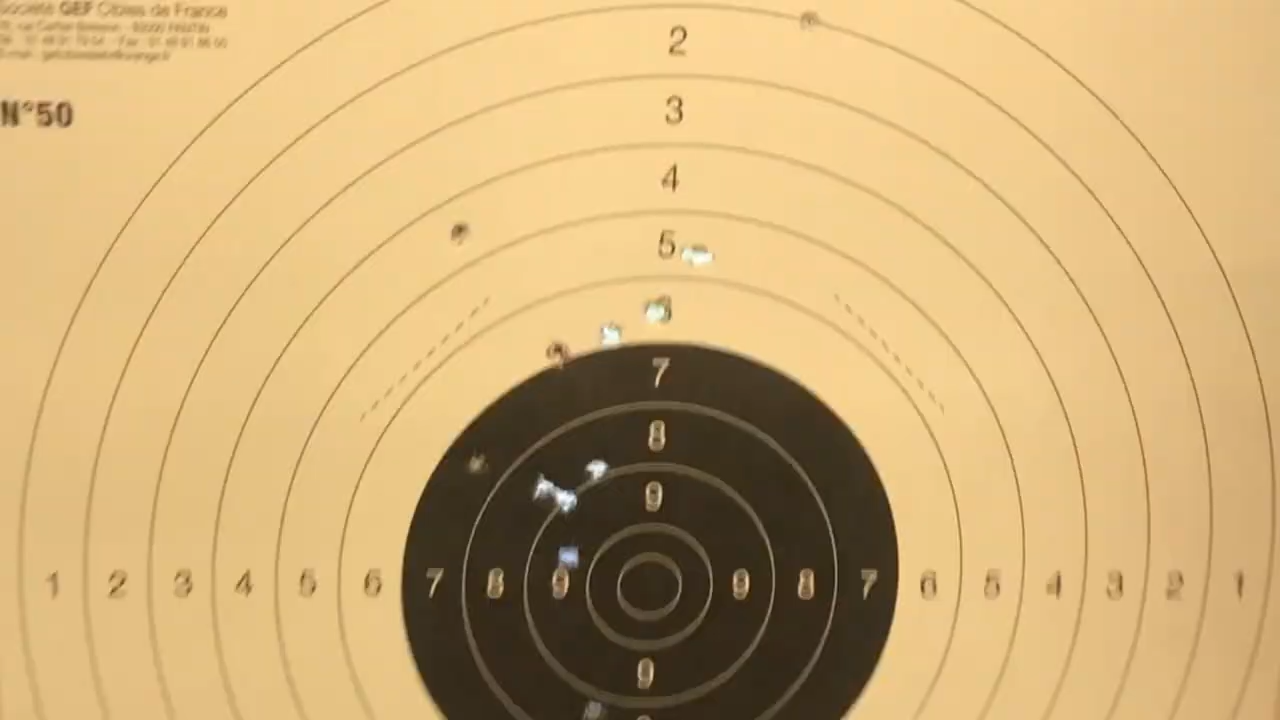 Société GEF Cibles de France
N°50
2
3
4
5
7
8
9
1 2 3 4 5 6 7 8 9 9 8 7 6 5 4 3 2 1
9